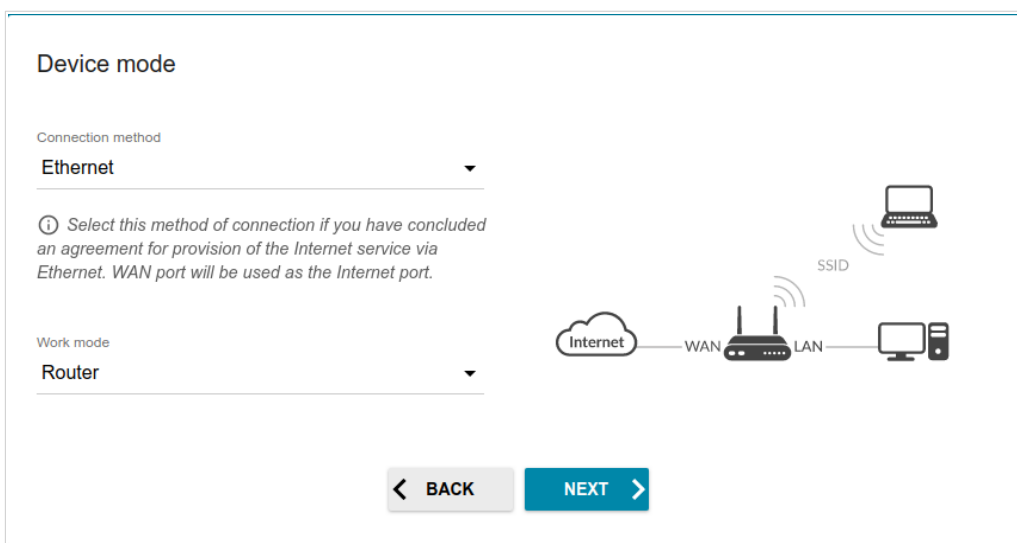 Device mode
Connection method
Ethernet
Select this method of connection if you have concluded
an agreement for provision of the Internet service via
Ethernet. WAN port will be used as the Internet port.
SSID
Internet
WAN
LAN
Work mode
Router
BACK
NEXT